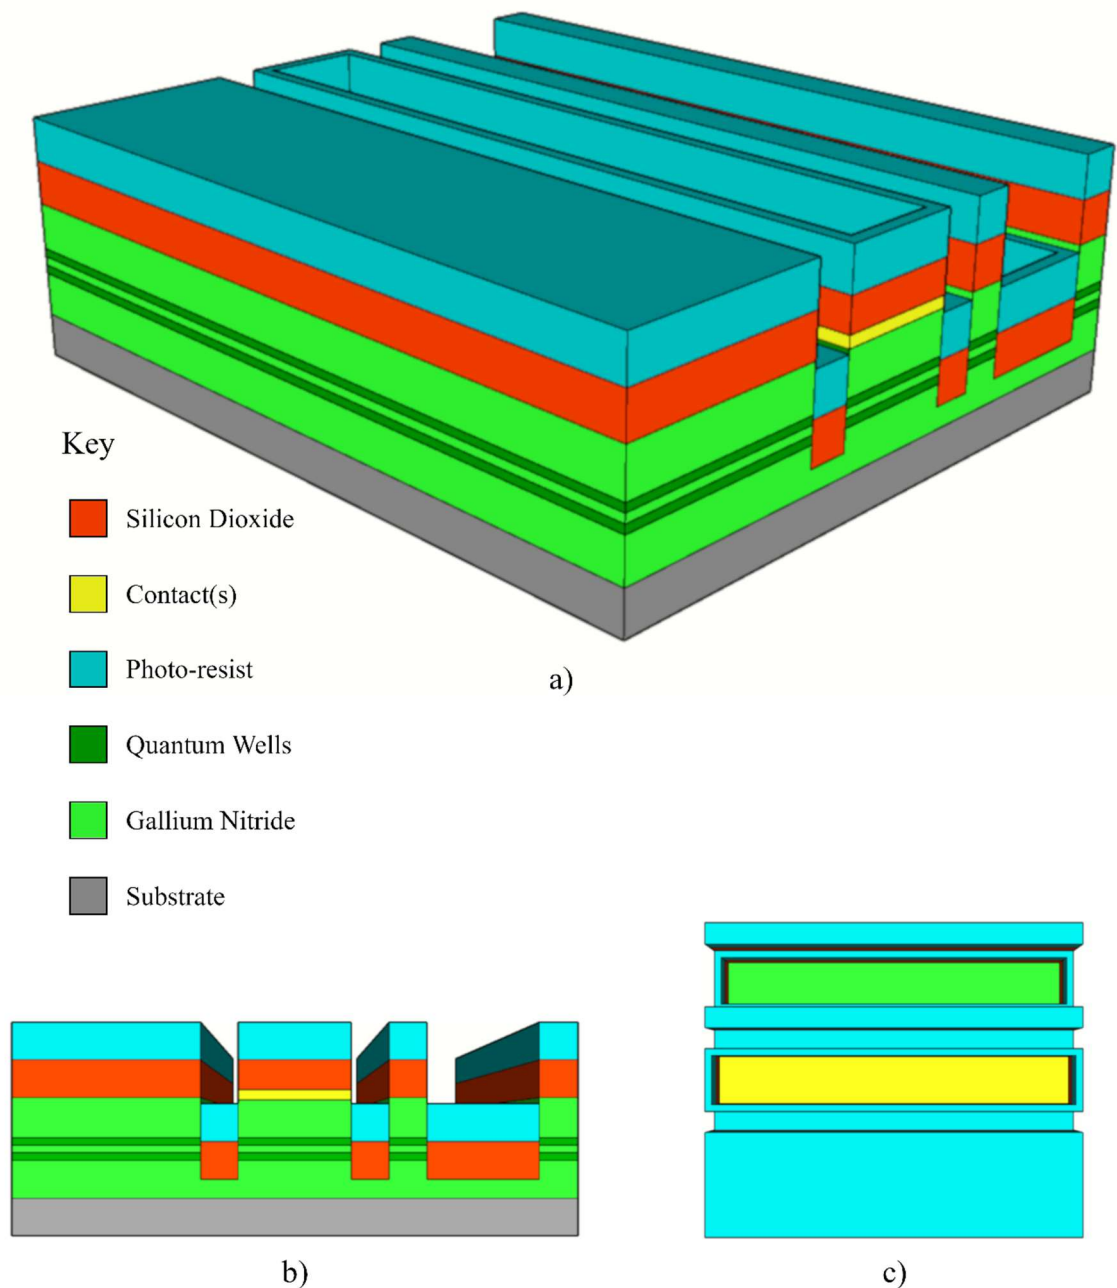 Key
Silicon Dioxide
Contact(s)
Photo-resist
Quantum Wells
Gallium Nitride
Substrate
a)
b)
c)